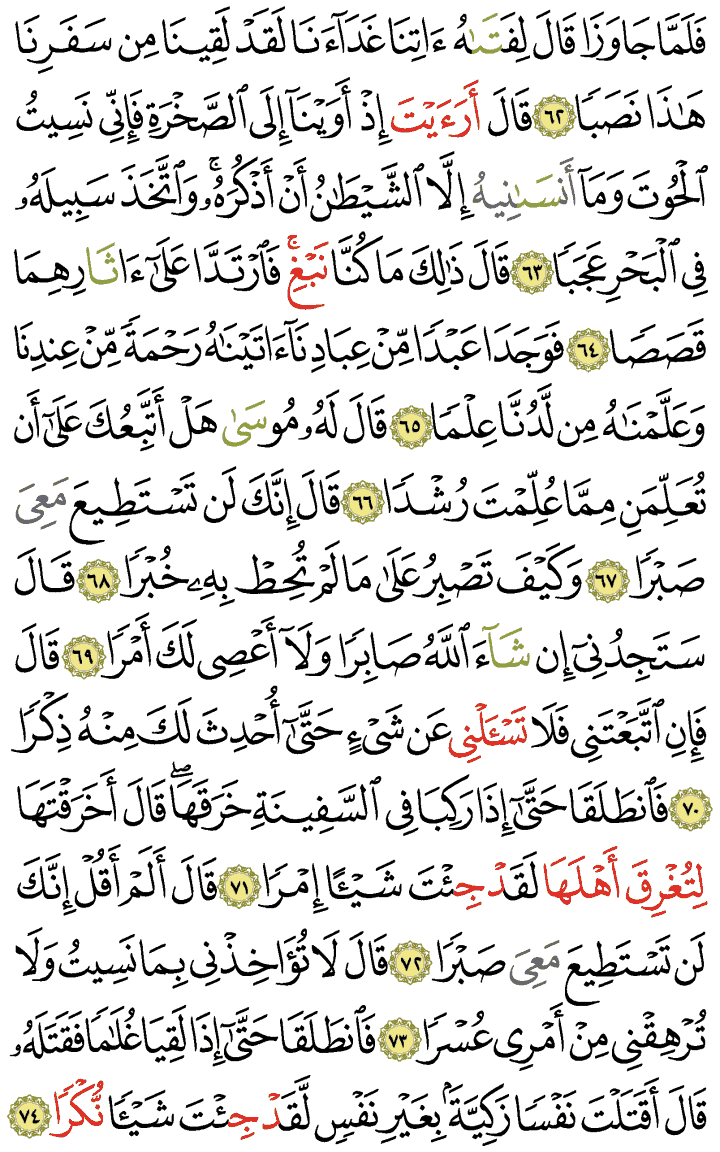 فَلَمَّا جَاوَزَا قَالَ لِفَتَىٰهُ ءَاتِنَا غَدَآءَنَا لَقَدْ لَقِينَا مِن سَفَرِنَا
هَٰذَا نَصَبًا ٦٢ قَالَ أَرَءَيْتَ إِذْ أَوَيْنَآ إِلَى ٱلصَّخْرَةِ فَإِنِّى نَسِيتُ
ٱلْحُوتَ وَمَآ أَنسَىٰنِيهُ إِلَّا ٱلشَّيْطَٰنُ أَنْ أَذْكُرَهُۥ ۚ وَٱتَّخَذَ سَبِيلَهُۥ
فِى ٱلْبَحْرِ عَجَبًا ٦٣ قَالَ ذَٰلِكَ مَا كُنَّا نَبْغِ ۚ فَٱرْتَدَّا عَلَىٰٓ ءَاثَارِهِمَا
قَصَصًا ٦٤ فَوَجَدَا عَبْدًا مِّنْ عِبَادِنَآ ءَاتَيْنَٰهُ رَحْمَةً مِّنْ عِندِنَا
وَعَلَّمْنَٰهُ مِن لَّدُنَّا عِلْمًا ٦٥ قَالَ لَهُۥ مُوسَىٰ هَلْ أَتَّبِعُكَ عَلَىٰٓ أَن
تُعَلِّمَنِ مِمَّا عُلِّمْتَ رُشْدًا ٦٦ قَالَ إِنَّكَ لَن تَسْتَطِيعَ مَعِىَ
صَبْرًا ٦٧ وَكَيْفَ تَصْبِرُ عَلَىٰ مَا لَمْ تُحِطْ بِهِۦ خُبْرًا ٦٨ قَالَ
سَتَجِدُنِىٓ إِن شَآءَ ٱللَّهُ صَابِرًا وَلَآ أَعْصِى لَكَ أَمْرًا ٦٩ قَالَ
فَإِنِ ٱتَّبَعْتَنِى فَلَا تَسْـَٔلْنِى عَن شَىْءٍ حَتَّىٰٓ أُحْدِثَ لَكَ مِنْهُ ذِكْرًا
٧٠ فَٱنطَلَقَا حَتَّىٰٓ إِذَا رَكِبَا فِى ٱلسَّفِينَةِ خَرَقَهَا ۖ قَالَ أَخَرَقْتَهَا
لِتُغْرِقَ أَهْلَهَا لَقَدْ جِئْتَ شَيْـًٔا إِمْرًا ٧١ قَالَ أَلَمْ أَقُلْ إِنَّكَ
لَن تَسْتَطِيعَ مَعِىَ صَبْرًا ٧٢ قَالَ لَا تُؤَاخِذْنِى بِمَا نَسِيتُ وَلَا
تُرْهِقْنِى مِنْ أَمْرِى عُسْرًا ٧٣ فَٱنطَلَقَا حَتَّىٰٓ إِذَا لَقِيَا غُلَٰمًا فَقَتَلَهُۥ
قَالَ أَقَتَلْتَ نَفْسًا زَكِيَّةًۢ بِغَيْرِ نَفْسٍ لَّقَدْ جِئْتَ شَيْـًٔا نُّكْرًا ٧٤